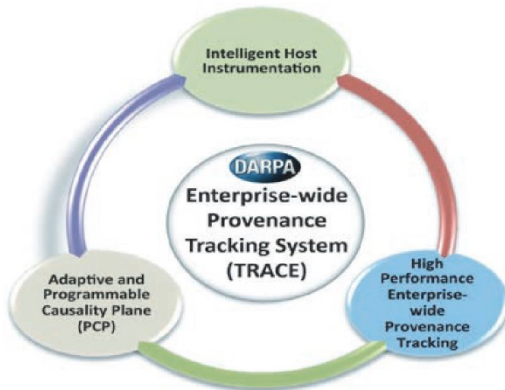 Intelligent Host
Instrumentation
DARPA
Enterprise-wide
Provenance
Tracking System
(TRACE)
Adaptive and
Programmable
Causality Plane
(PCP)
High
Performance
Enterprise-
wide
Provenance
Tracking